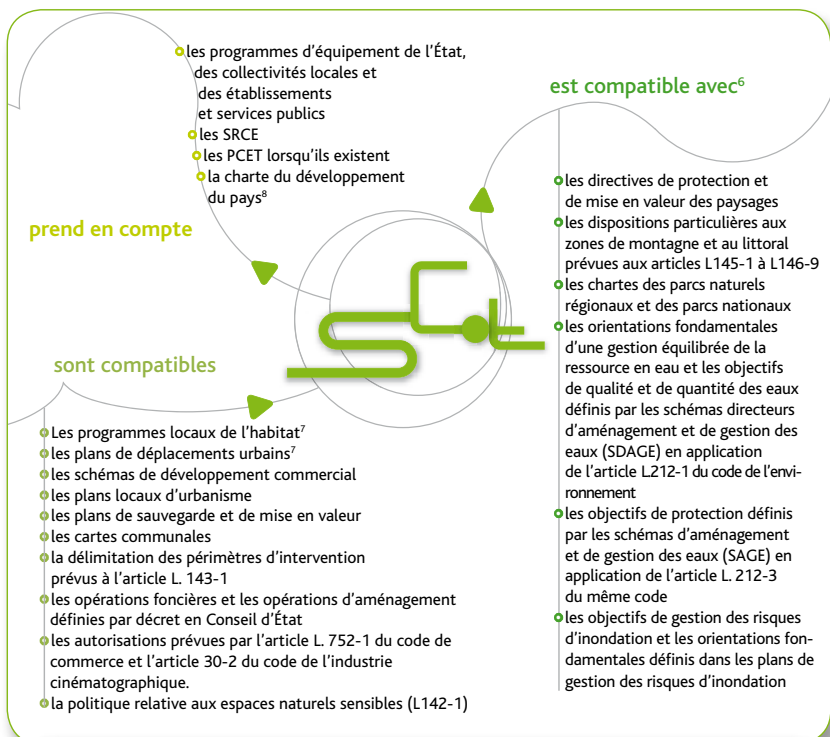 les programmes d'équipement de l'État,
des collectivités locales et
des établissements
et services publics
les SRCE
les PCET lorsqu'ils existent
la charte du développement
du pays⁸
prend en compte
est compatible avec⁶
les directives de protection et
de mise en valeur des paysages
les dispositions particulières aux
zones de montagne et au littoral
prévues aux articles L145-1 à L146-9
les chartes des parcs naturels
régionaux et des parcs nationaux
les orientations fondamentales
d'une gestion équilibrée de la
ressource en eau et les objectifs
de qualité et de quantité des eaux
définis par les schémas directeurs
d'aménagement et de gestion des
eaux (SDAGE) en application
de l'article L.212-1 du code de l'envi-
ronnement
les objectifs de protection définis
par les schémas d'aménagement
et de gestion des eaux (SAGE) en
application de l'article L. 212-3
du même code
les objectifs de gestion des risques
d'inondation et les orientations fon-
damentales définis dans les plans de
gestion des risques d'inondation
sont compatibles
Les programmes locaux de l'habitat⁷
les plans de déplacements urbains⁷
les schémas de développement commercial
les plans locaux d'urbanisme
les plans de sauvegarde et de mise en valeur
les cartes communales
la délimitation des périmètres d'intervention
prévus à l'article L. 143-1
les opérations foncières et les opérations d'aménagement
définies par décret en Conseil d'État
les autorisations prévues par l'article L. 752-1 du code de
commerce et l'article 30-2 du code de l'industrie
cinématographique.
la politique relative aux espaces naturels sensibles (L142-1)